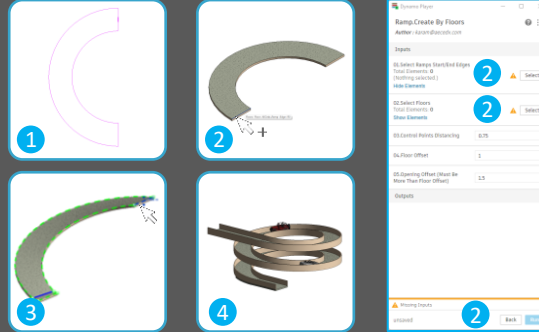 1
2
3
4
Dynamo Player
Ramp.Create By Floors
Author :
Inputs
01.Select Ramps Start/End Edges
Total Elements: 0
(Nothing selected)
Hide Elements
2
Select
02.Select Floors
Total Elements: 0
Show Elements
2
Select
03.Control Points Distancing
0.75
04.Floor Offset
1
05.Opening Offset (Must Be
More Than Floor Offset)
1.5
Outputs
Missing Inputs
unsaved
2
Back